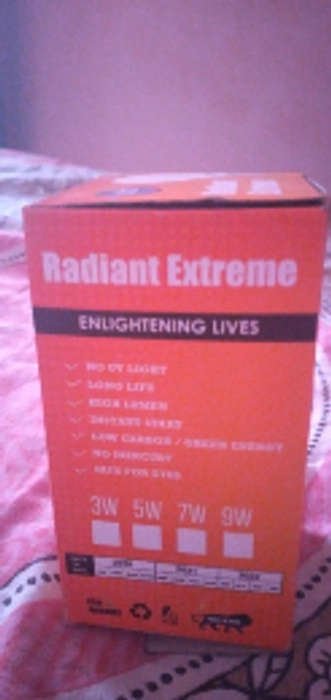 Radiant Extreme
ENLIGHTENING LIVES
NO UV LIGHT
LONG LIFE
HIGH LUMEN
INSTANT START
LOW CARBON / GREEN ENERGY
NO MERCURY
SAFE FOR EYES
3W 5W 7W 9W